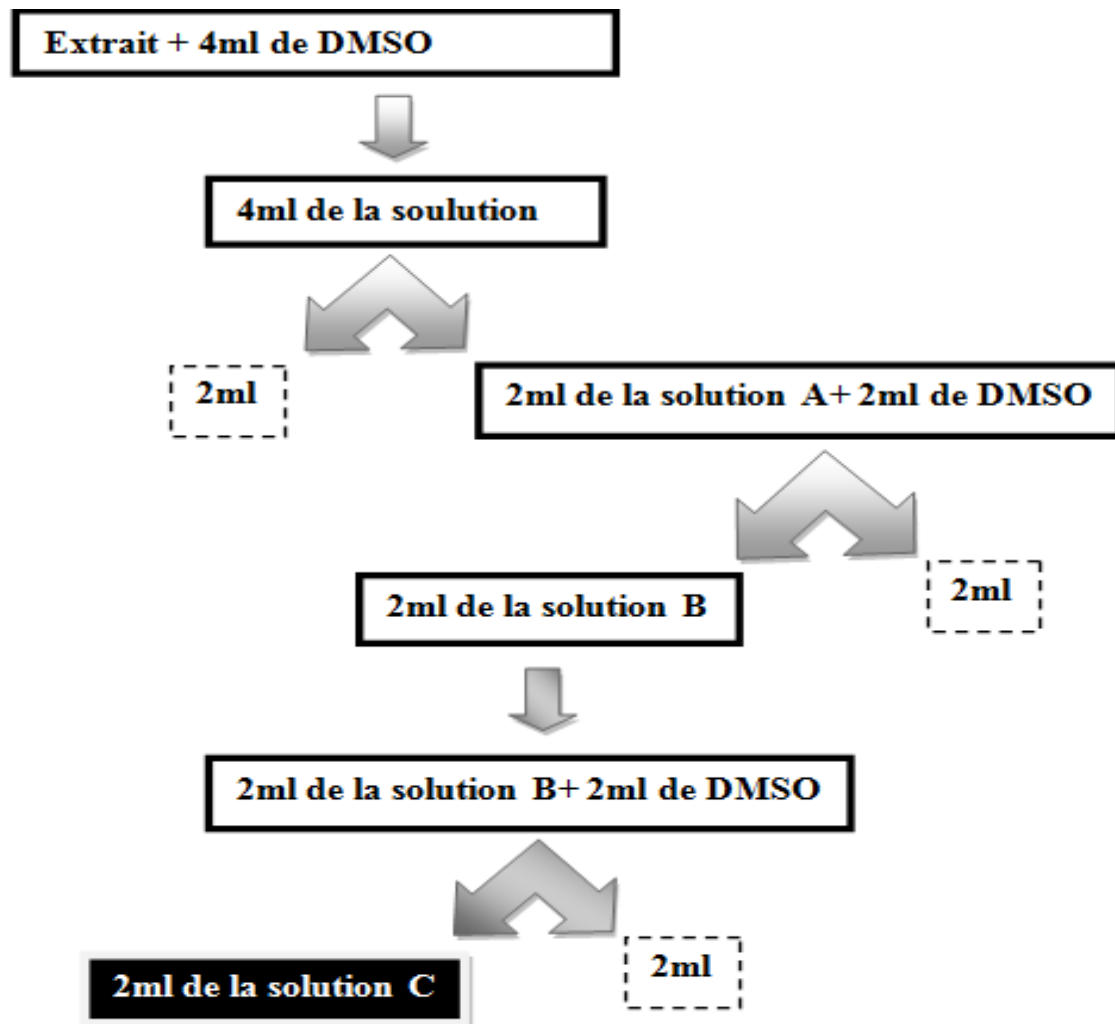 Extrait + 4ml de DMSO
4ml de la soulution
2ml
2ml de la solution A+ 2ml de DMSO
2ml de la solution B
2ml
2ml de la solution B+ 2ml de DMSO
2ml de la solution C
2ml